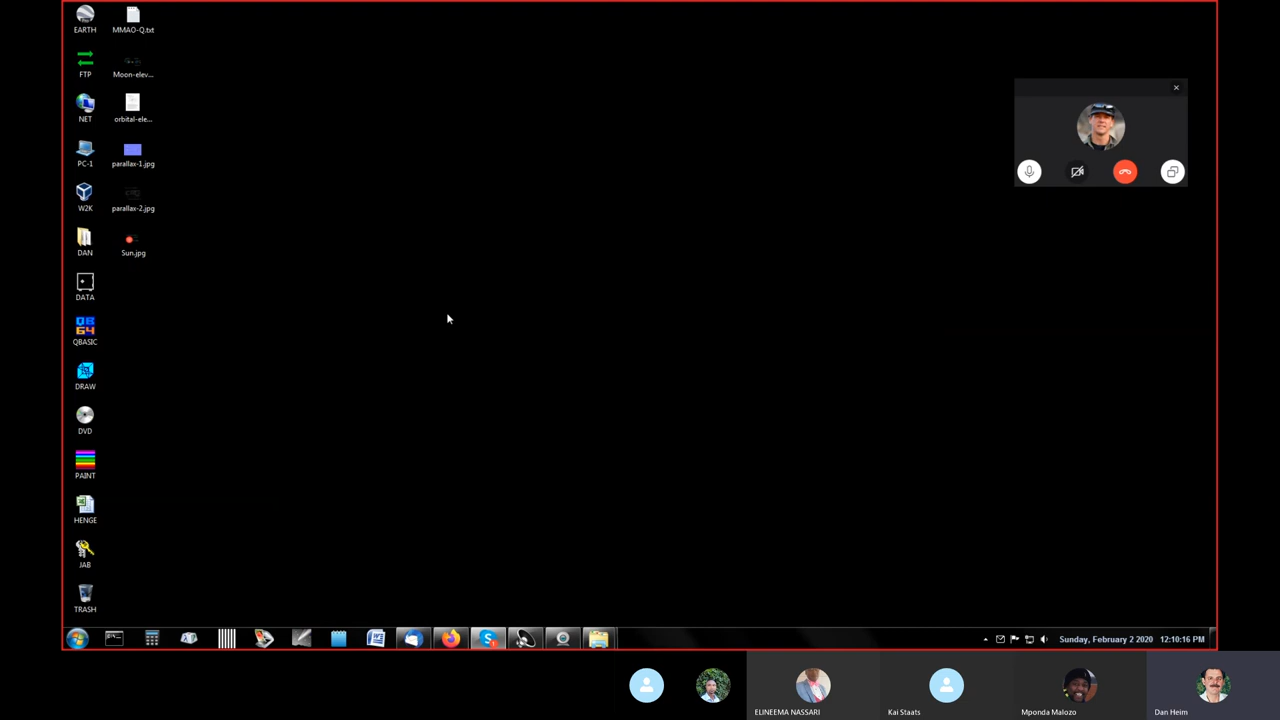 EARTH
MMAO-Q.txt
FTP
Moon-elev...
NET
orbital-ele...
PC-1
parallax-1.jpg
W2K
parallax-2.jpg
DAN
Sun.jpg
DATA
QB
64
QBASIC
DRAW
DVD
PAINT
HENGE
JAB
TRASH
Sunday, February 2 2020 12:10:16 PM
ELINEEMA NASSARI
Kai Staats
Mponda Malozo
Dan Heim